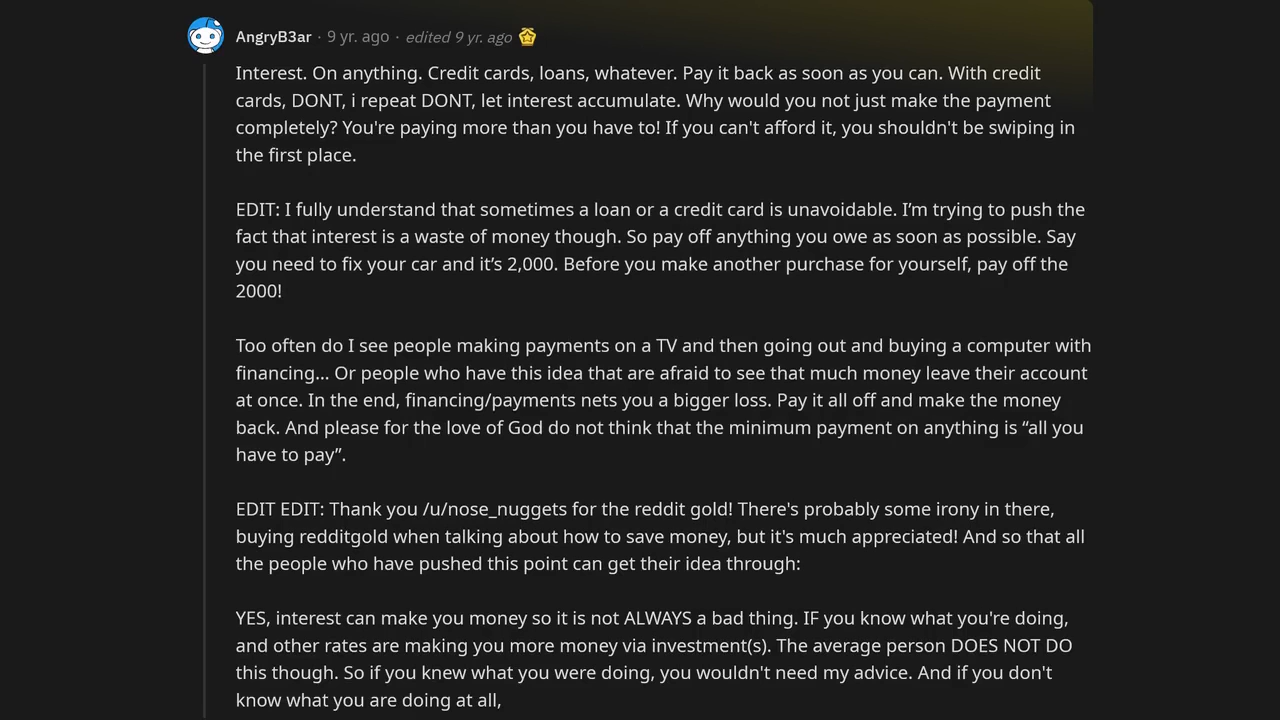 AngryB3ar · 9 yr. ago · edited 9 yr. ago
Interest. On anything. Credit cards, loans, whatever. Pay it back as soon as you can. With credit
cards, DONT, i repeat DONT, let interest accumulate. Why would you not just make the payment
completely? You're paying more than you have to! If you can't afford it, you shouldn't be swiping in
the first place.
EDIT: I fully understand that sometimes a loan or a credit card is unavoidable. I’m trying to push the
fact that interest is a waste of money though. So pay off anything you owe as soon as possible. Say
you need to fix your car and it’s 2,000. Before you make another purchase for yourself, pay off the
2000!
Too often do I see people making payments on a TV and then going out and buying a computer with
financing... Or people who have this idea that are afraid to see that much money leave their account
at once. In the end, financing/payments nets you a bigger loss. Pay it all off and make the money
back. And please for the love of God do not think that the minimum payment on anything is “all you
have to pay”.
EDIT EDIT: Thank you /u/nose_nuggets for the reddit gold! There's probably some irony in there,
buying redditgold when talking about how to save money, but it's much appreciated! And so that all
the people who have pushed this point can get their idea through:
YES, interest can make you money so it is not ALWAYS a bad thing. IF you know what you're doing,
and other rates are making you more money via investment(s). The average person DOES NOT DO
this though. So if you knew what you were doing, you wouldn't need my advice. And if you don't
know what you are doing at all,